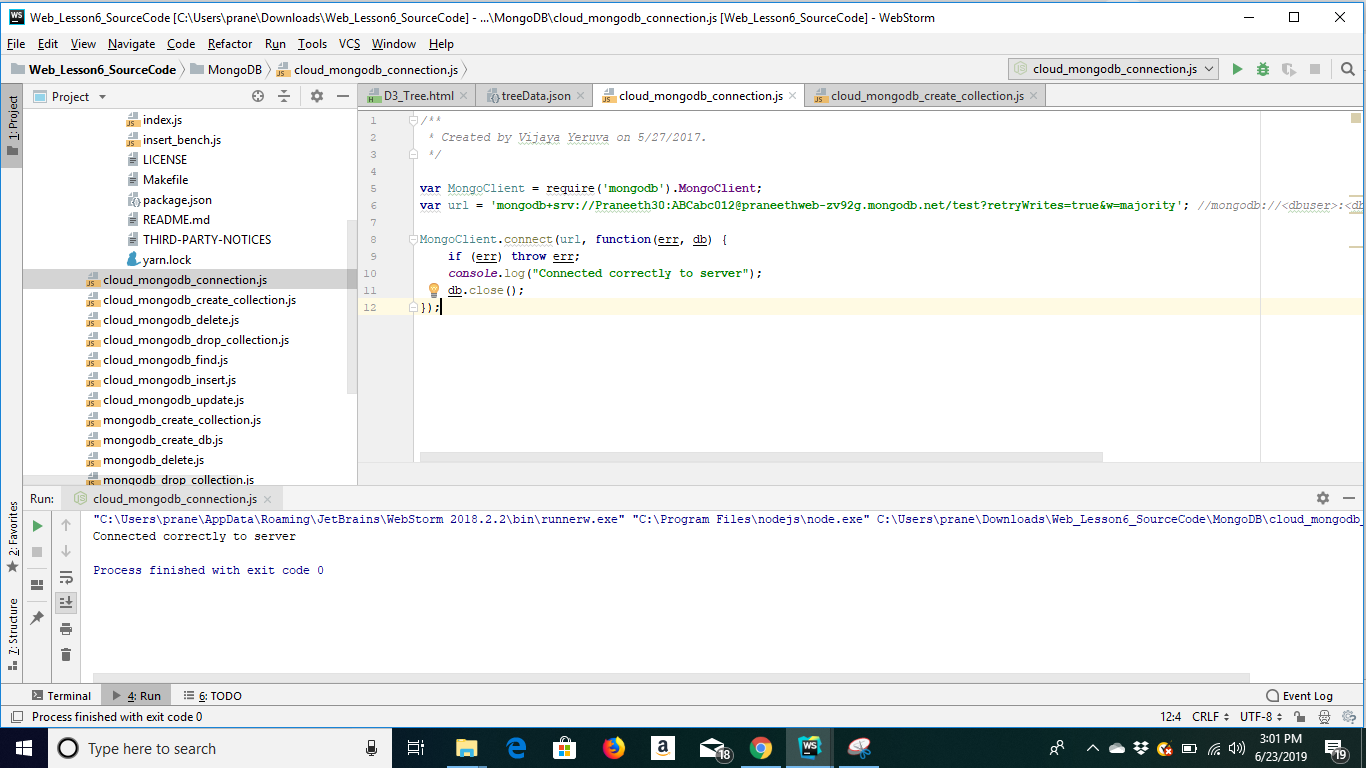 Web_Lesson6_SourceCode [C:\Users\prane\Downloads\Web_Lesson6_SourceCode] - ...\MongoDB\cloud_mongodb_connection.js [Web_Lesson6_SourceCode] - WebStorm
File Edit View Navigate Code Refactor Run Tools VCS Window Help
Web_Lesson6_SourceCode MongoDB cloud_mongodb_connection.js cloud_mongodb_connection.js
1: Project
Project
D3_Tree.html treeData.json cloud_mongodb_connection.js cloud_mongodb_create_collection.js
index.js
insert_bench.js
LICENSE
Makefile
package.json
README.md
THIRD-PARTY-NOTICES
yarn.lock
cloud_mongodb_connection.js
cloud_mongodb_create_collection.js
cloud_mongodb_delete.js
cloud_mongodb_drop_collection.js
cloud_mongodb_find.js
cloud_mongodb_insert.js
cloud_mongodb_update.js
mongodb_create_collection.js
mongodb_create_db.js
mongodb_delete.js
mongodb_drop_collection.js
1 /**
2 * Created by Vijaya Yeruva on 5/27/2017.
3 */
4
5 var MongoClient = require('mongodb').MongoClient;
6 var url = 'mongodb+srv://Praneeth30:ABCabc012@praneethweb-zv92g.mongodb.net/test?retryWrites=true&w=majority'; //mongodb://<dbuser>:<db
7
8 MongoClient.connect(url, function(err, db) {
9 if (err) throw err;
10 console.log("Connected correctly to server");
11 db.close();
12 });
Run: cloud_mongodb_connection.js
"C:\Users\prane\AppData\Roaming\JetBrains\WebStorm 2018.2.2\bin\runnerw.exe" "C:\Program Files\nodejs\node.exe" C:\Users\prane\Downloads\Web_Lesson6_SourceCode\MongoDB\cloud_mongodb_
Connected correctly to server
Process finished with exit code 0
2: Favorites
7: Structure
Terminal 4: Run 6: TODO Event Log
Process finished with exit code 0 12:4 CRLF UTF-8
Type here to search
18
3:01 PM
6/23/2019
19